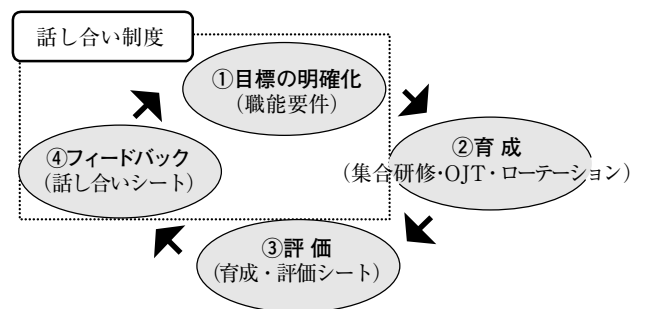 話し合い制度
①目標の明確化
(職能要件)
②育 成
(集合研修・OJT・ローテーション)
③評 価
(育成・評価シート)
④フィードバック
(話し合いシート)